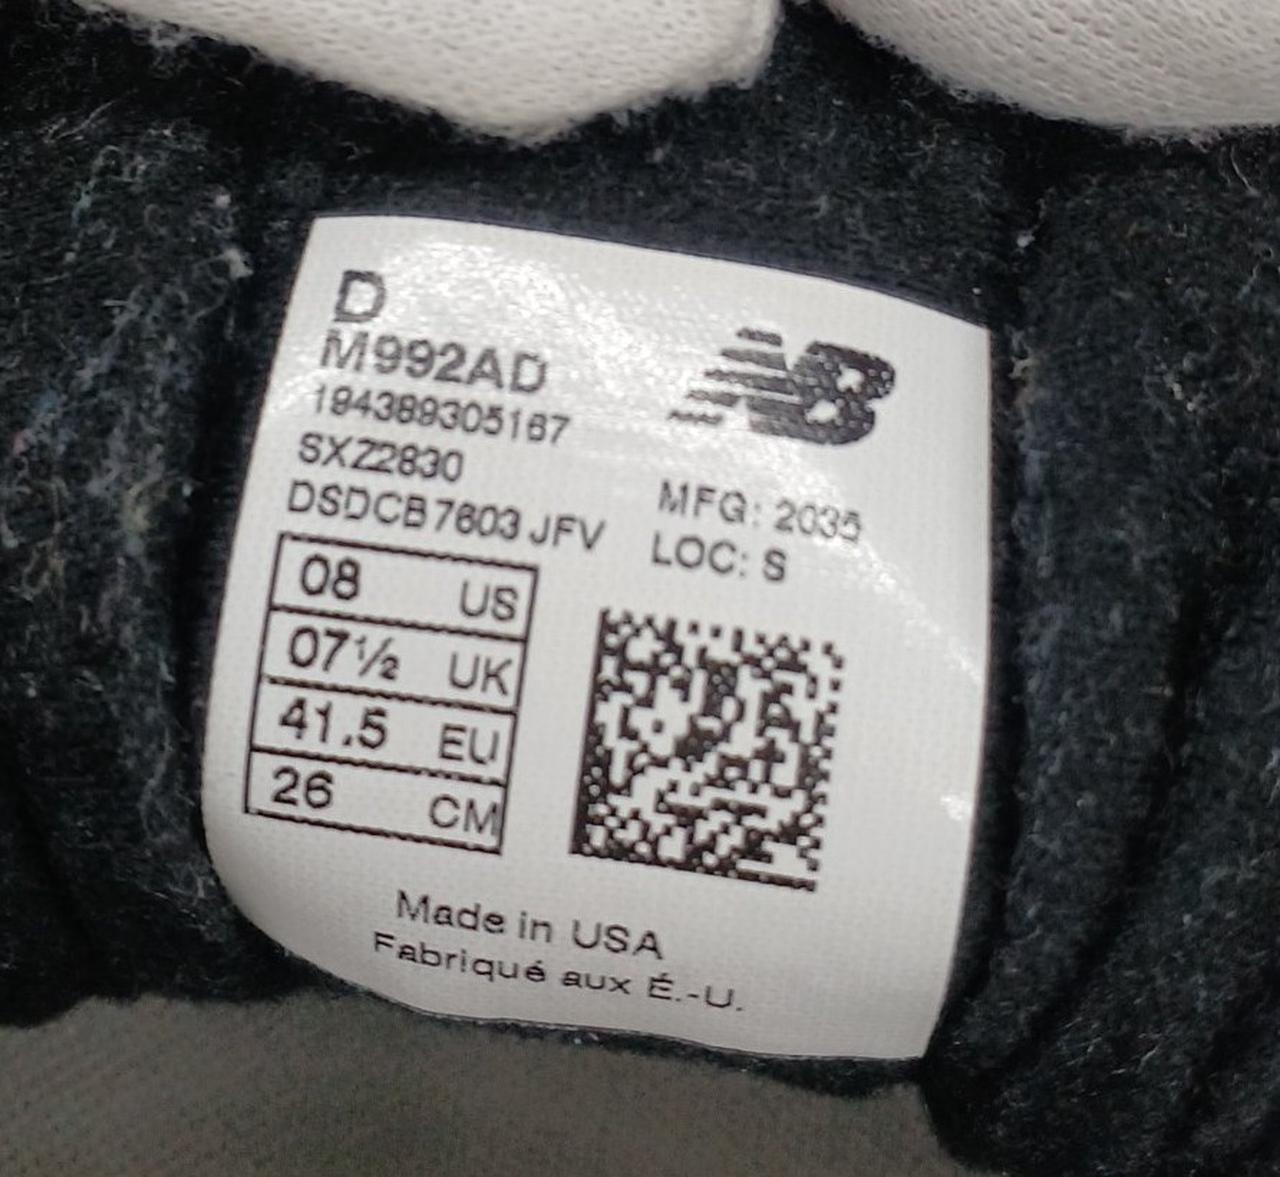 D
M992AD
194389305167
SXZ2830
DSDCB7603 JFV
NB
MFG: 2035
LOC: S
08 US
07½ UK
41.5 EU
26 CM
Made in USA
Fabriqué aux É.-U.